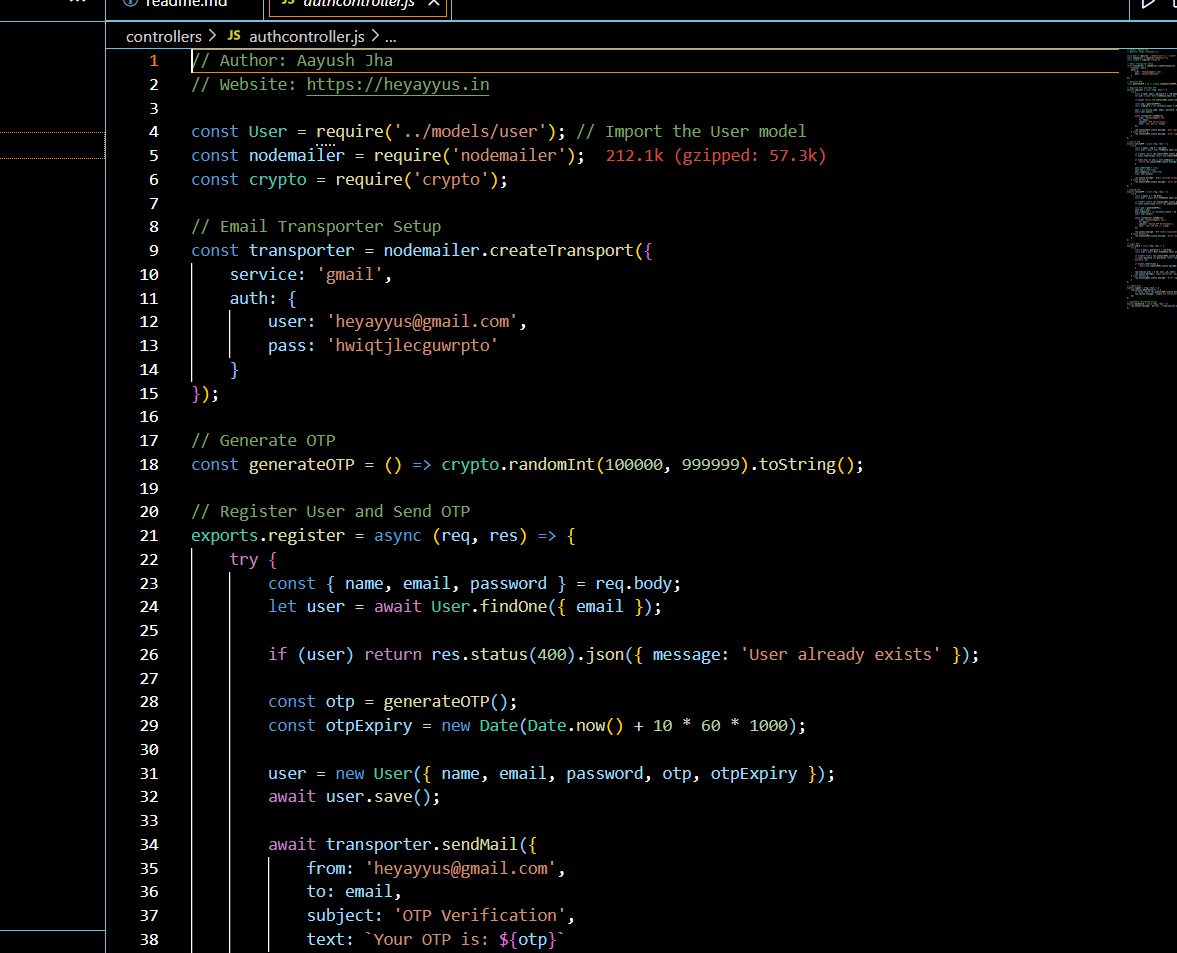 readme.md
JS authcontroller.js
controllers > JS authcontroller.js > ...
1 // Author: Aayush Jha
2 // Website: https://heyayyus.in
3
4 const User = require('../models/user'); // Import the User model
5 const nodemailer = require('nodemailer'); 212.1k (gzipped: 57.3k)
6 const crypto = require('crypto');
7
8 // Email Transporter Setup
9 const transporter = nodemailer.createTransport({
10 service: 'gmail',
11 auth: {
12 user: 'heyayyus@gmail.com',
13 pass: 'hwiqtjlecguwrpto'
14 }
15 });
16
17 // Generate OTP
18 const generateOTP = () => crypto.randomInt(100000, 999999).toString();
19
20 // Register User and Send OTP
21 exports.register = async (req, res) => {
22 try {
23 const { name, email, password } = req.body;
24 let user = await User.findOne({ email });
25
26 if (user) return res.status(400).json({ message: 'User already exists' });
27
28 const otp = generateOTP();
29 const otpExpiry = new Date(Date.now() + 10 * 60 * 1000);
30
31 user = new User({ name, email, password, otp, otpExpiry });
32 await user.save();
33
34 await transporter.sendMail({
35 from: 'heyayyus@gmail.com',
36 to: email,
37 subject: 'OTP Verification',
38 text: `Your OTP is: ${otp}`